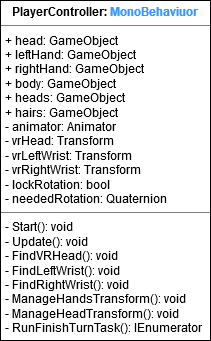 PlayerController: MonoBehaviuor
+ head: GameObject
+ leftHand: GameObject
+ rightHand: GameObject
+ body: GameObject
+ heads: GameObject
+ hairs: GameObject
- animator: Animator
- vrHead: Transform
- vrLeftWrist: Transform
- vrRightWrist: Transform
- lockRotation: bool
- neededRotation: Quaternion
- Start(): void
- Update(): void
- FindVRHead(): void
- FindLeftWrist(): void
- FindRightWrist(): void
- ManageHandsTransform(): void
- ManageHeadTransform(): void
- RunFinishTurnTask(): IEnumerator